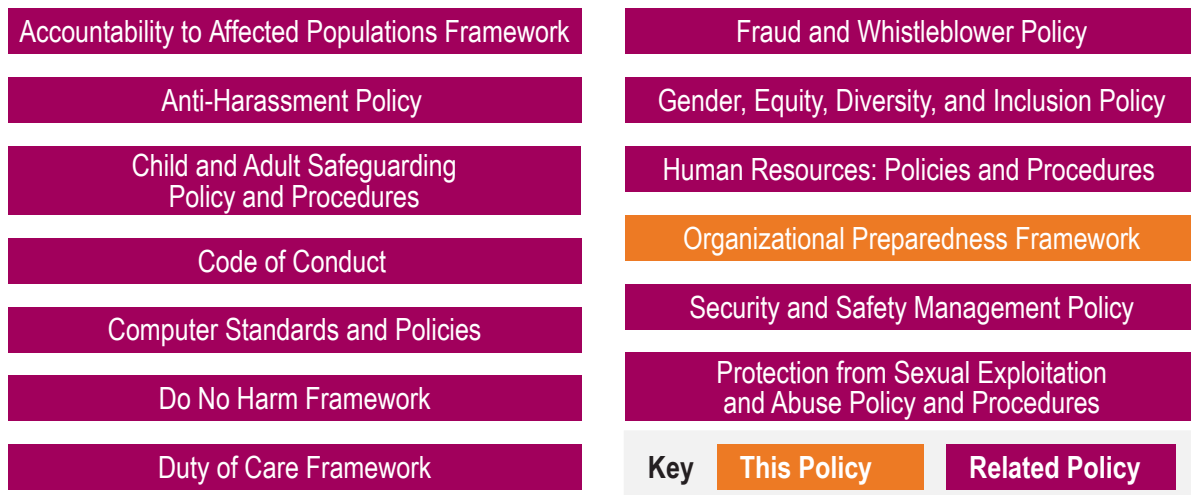 Accountability to Affected Populations Framework
Anti-Harassment Policy
Child and Adult Safeguarding
Policy and Procedures
Code of Conduct
Computer Standards and Policies
Do No Harm Framework
Duty of Care Framework
Fraud and Whistleblower Policy
Gender, Equity, Diversity, and Inclusion Policy
Human Resources: Policies and Procedures
Organizational Preparedness Framework
Security and Safety Management Policy
Protection from Sexual Exploitation
and Abuse Policy and Procedures
Key This Policy Related Policy